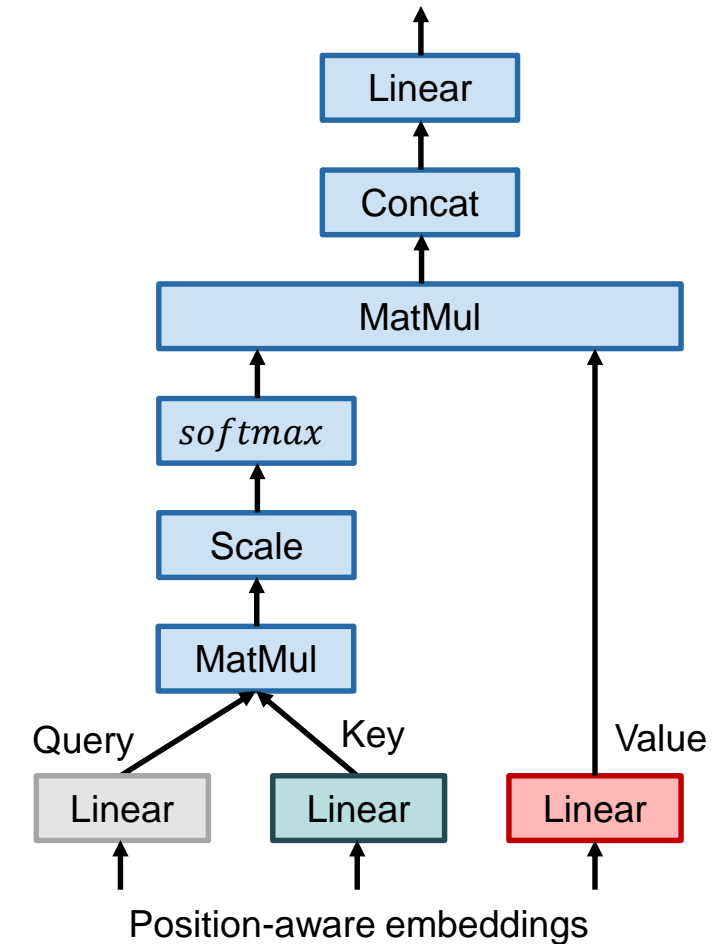 Linear
Concat
MatMul
softmax
Scale
MatMul
Query Key Value
Linear Linear Linear
Position-aware embeddings